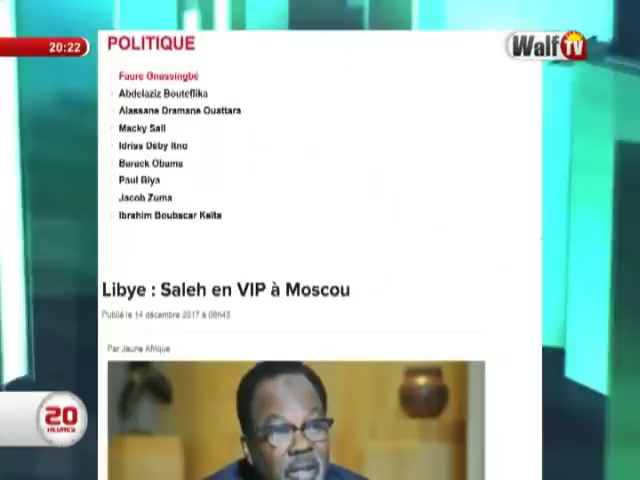 20:22
POLITIQUE
Walf TV
Faure Gnassingbé
Abdelaziz Bouteflika
Alassane Dramane Ouattara
Macky Sall
Idriss Déby Itno
Barack Obama
Paul Biya
Jacob Zuma
Ibrahim Boubacar Keïta
Libye : Saleh en VIP à Moscou
Publié le 14 décembre 2017 à 08h45
Par Jeune Afrique
20
HEURES